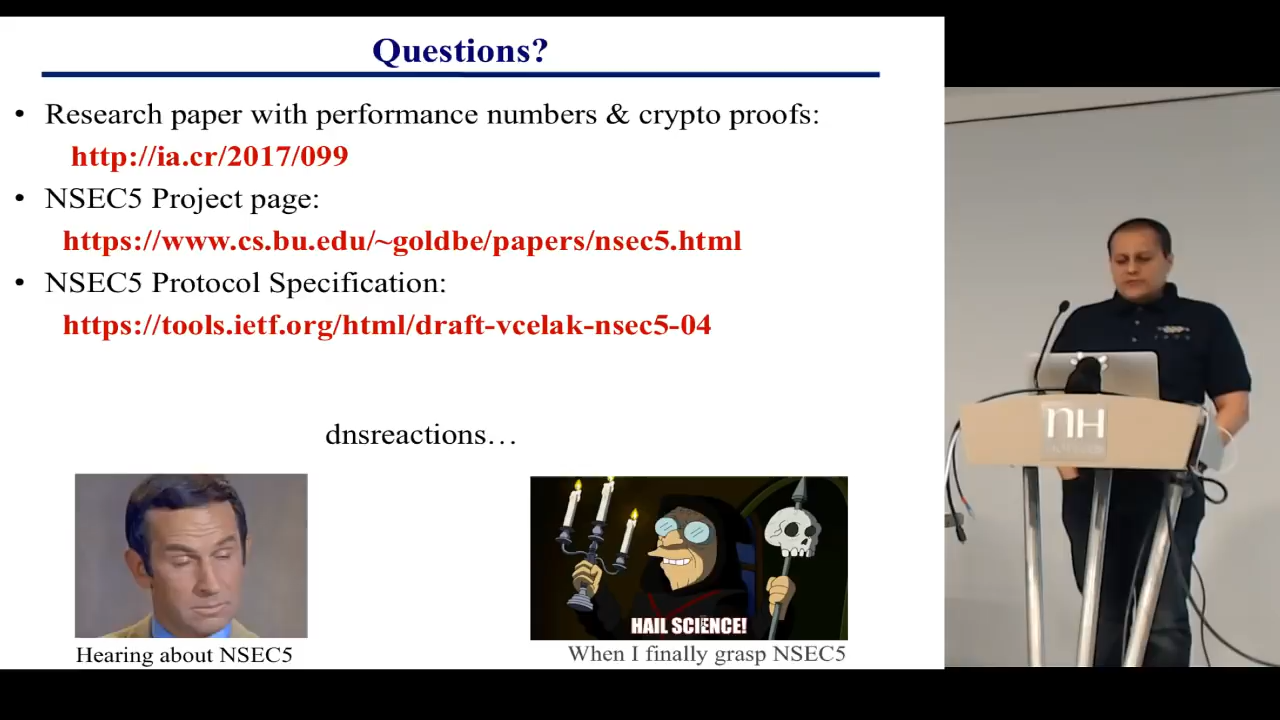 Questions?
• Research paper with performance numbers & crypto proofs:
http://ia.cr/2017/099
• NSEC5 Project page:
https://www.cs.bu.edu/~goldbe/papers/nsec5.html
• NSEC5 Protocol Specification:
https://tools.ietf.org/html/draft-vcelak-nsec5-04
dnsreactions…
HAIL SCIENCE!
Hearing about NSEC5
When I finally grasp NSEC5
nH